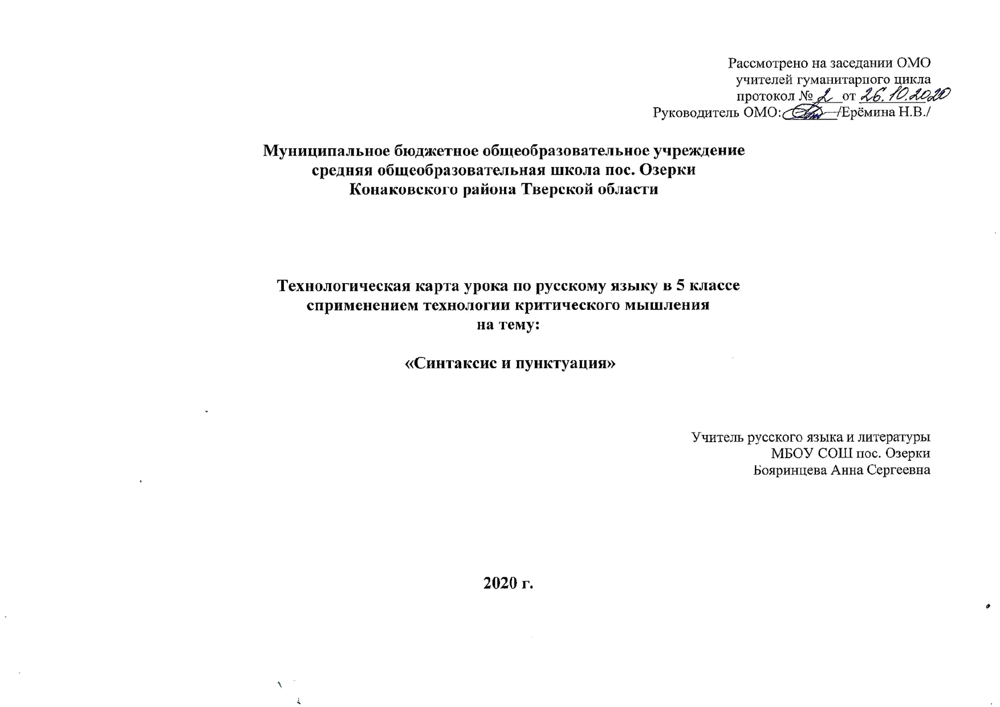 Рассмотрено на заседании ОМО
учителей гуманитарного цикла
протокол № 2 от 26.10.2020
Руководитель ОМО: /Ерёмина Н.В./
Муниципальное бюджетное общеобразовательное учреждение
средняя общеобразовательная школа пос. Озерки
Конаковского района Тверской области
Технологическая карта урока по русскому языку в 5 классе
сприменением технологии критического мышления
на тему:
«Синтаксис и пунктуация»
Учитель русского языка и литературы
МБОУ СОШ пос. Озерки
Бояринцева Анна Сергеевна
2020 г.